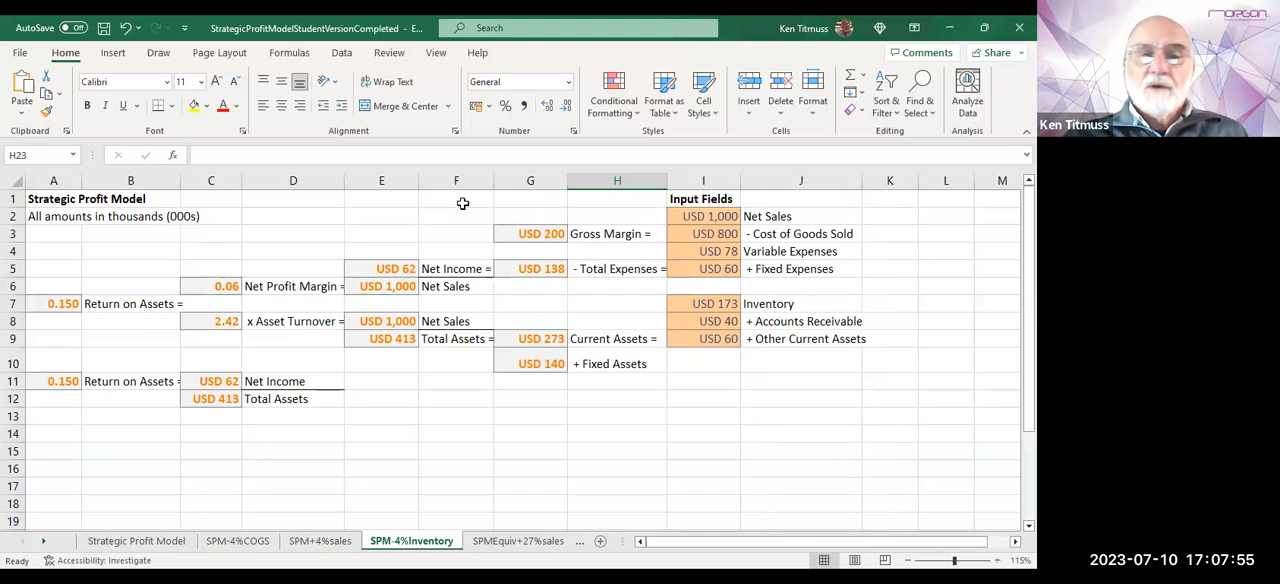 AutoSave Off StrategicProfitModelStudentVersionCompleted - E... Search Ken Titmuss
File Home Insert Draw Page Layout Formulas Data Review View Help Comments Share
Paste Calibri 11 A A Wrap Text General Conditional Formatting Format as Table Cell Styles Insert Delete Format Sort & Filter Find & Select Analyze Data
B I U A Merge & Center % 
Clipboard Font Alignment Number Styles Cells Editing Analysis
H23 fx
A B C D E F G H I J K L M
1 Strategic Profit Model Input Fields
2 All amounts in thousands (000s) USD 1,000 Net Sales
3 USD 200 Gross Margin = USD 800 - Cost of Goods Sold
4 USD 78 Variable Expenses
5 USD 62 Net Income = USD 138 - Total Expenses = USD 60 + Fixed Expenses
6 0.06 Net Profit Margin = USD 1,000 Net Sales
7 0.150 Return on Assets = USD 173 Inventory
8 2.42 x Asset Turnover = USD 1,000 Net Sales USD 40 + Accounts Receivable
9 USD 413 Total Assets = USD 273 Current Assets = USD 60 + Other Current Assets
10 USD 140 + Fixed Assets
11 0.150 Return on Assets = USD 62 Net Income
12 USD 413 Total Assets
13
14
15
16
17
18
19
Strategic Profit Model SPM-4%COGS SPM+4%sales SPM-4%Inventory SPMEquiv+27%sales ...
Ready Accessibility: Investigate 115%
MORGON
Ken Titmuss
2023-07-10 17:07:55